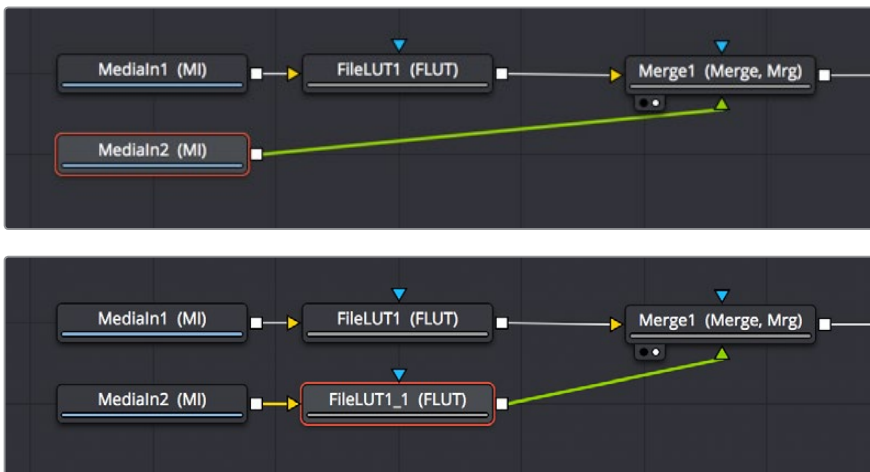 MediaIn1 (MI)
FileLUT1 (FLUT)
Merge1 (Merge, Mrg)
MediaIn2 (MI)
MediaIn1 (MI)
FileLUT1 (FLUT)
Merge1 (Merge, Mrg)
MediaIn2 (MI)
FileLUT1_1 (FLUT)